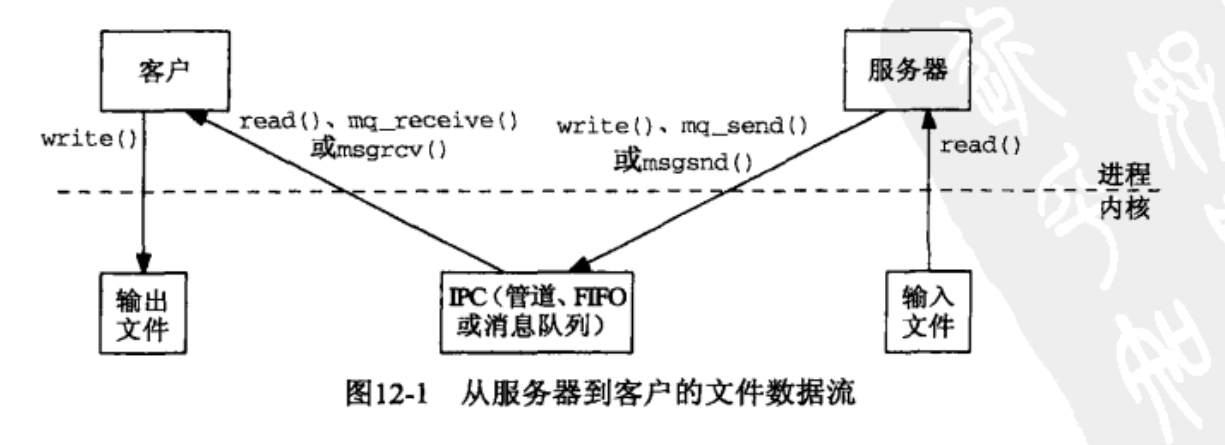 客户
服务器
write()
read()、mq_receive()
或msgrcv()
write()、mq_send()
或msgsnd()
read()
进程
内核
输出
文件
IPC(管道、FIFO
或消息队列)
输入
文件
图12-1 从服务器到客户的文件数据流